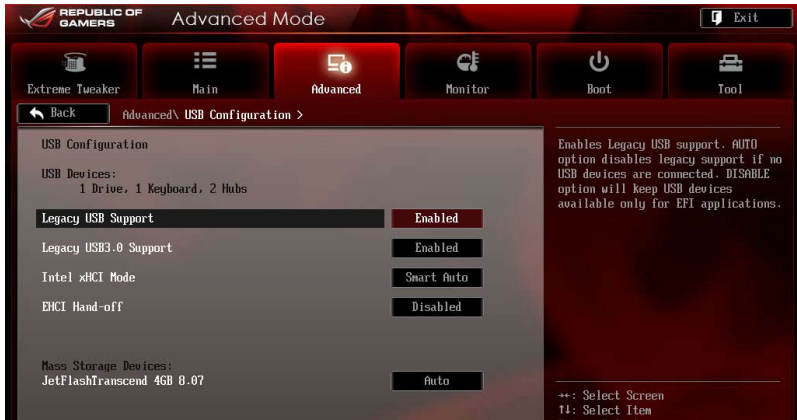 REPUBLIC OF
GAMERS
Advanced Mode
Exit
Extreme Tweaker
Main
Advanced
Monitor
Boot
Tool
Back
Advanced\ USB Configuration >
USB Configuration
USB Devices:
1 Drive, 1 Keyboard, 2 Hubs
Legacy USB Support
Enabled
Legacy USB3.0 Support
Enabled
Intel xHCI Mode
Smart Auto
EHCI Hand-off
Disabled
Mass Storage Devices:
JetFlashTranscend 4GB 8.07
Auto
Enables Legacy USB support. AUTO
option disables legacy support if no
USB devices are connected. DISABLE
option will keep USB devices
available only for EFI applications.
→←: Select Screen
↑↓: Select Item